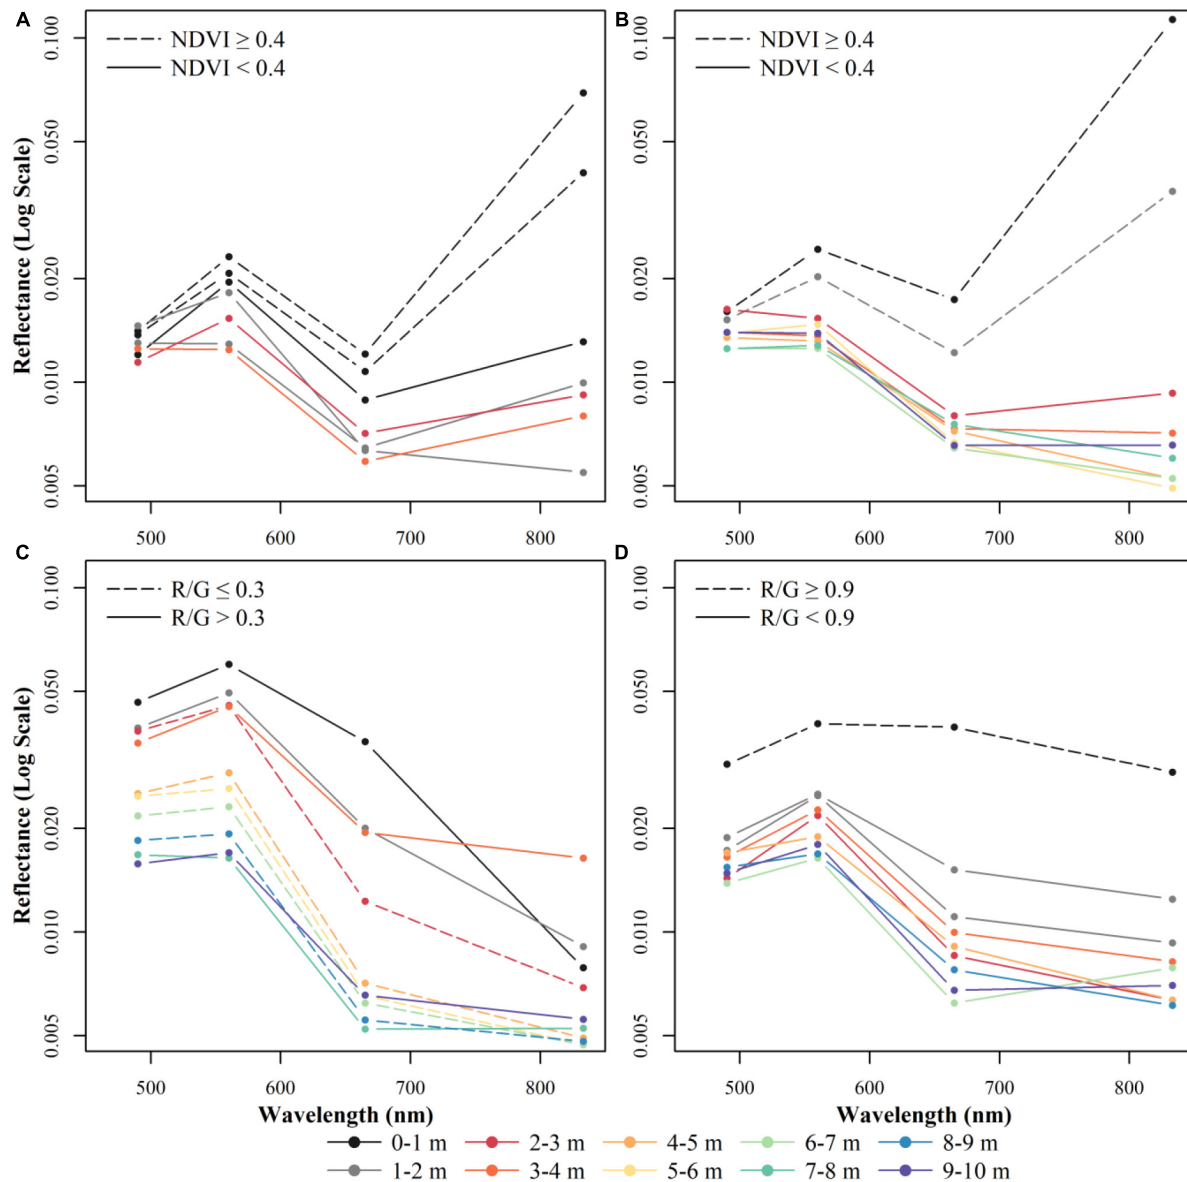 A
NDVI ≥ 0.4
NDVI < 0.4
Reflectance (Log Scale)
0.100
0.050
0.020
0.010
0.005
500 600 700 800
B
NDVI ≥ 0.4
NDVI < 0.4
0.100
0.050
0.020
0.010
0.005
500 600 700 800
C
R/G ≤ 0.3
R/G > 0.3
Reflectance (Log Scale)
0.100
0.050
0.020
0.010
0.005
500 600 700 800
Wavelength (nm)
D
R/G ≥ 0.9
R/G < 0.9
0.100
0.050
0.020
0.010
0.005
500 600 700 800
Wavelength (nm)
0-1 m 2-3 m 4-5 m 6-7 m 8-9 m
1-2 m 3-4 m 5-6 m 7-8 m 9-10 m